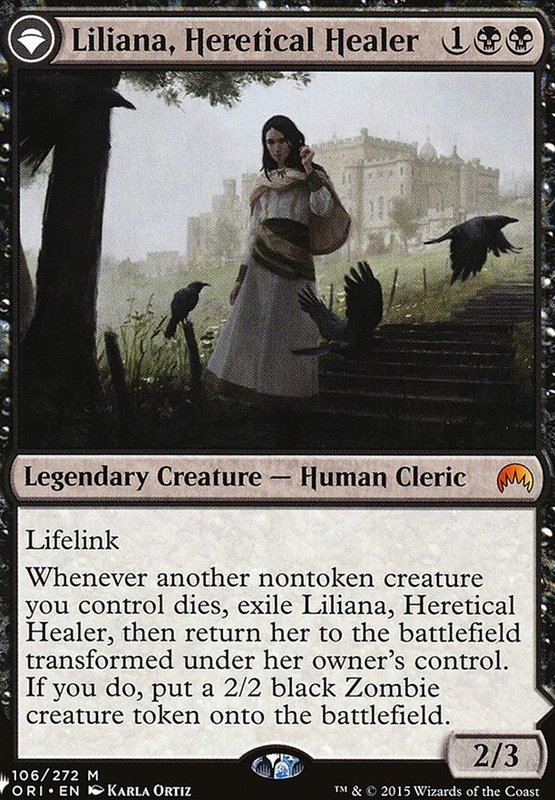 Liliana, Heretical Healer 1
Legendary Creature — Human Cleric
Lifelink
Whenever another nontoken creature
you control dies, exile Liliana, Heretical
Healer, then return her to the battlefield
transformed under her owner's control.
If you do, put a 2/2 black Zombie
creature token onto the battlefield.
2/3
106/272 M
ORI • EN Karla Ortiz
™ & © 2015 Wizards of the Coast